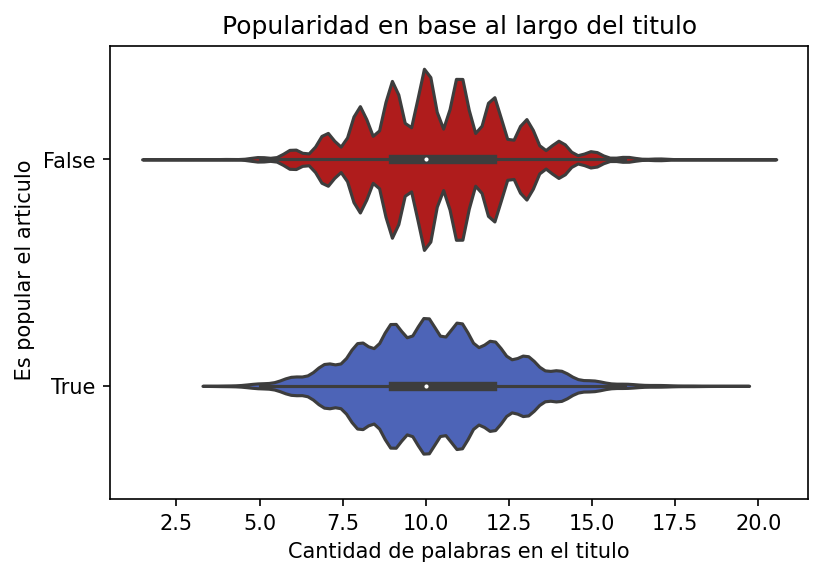 Popularidad en base al largo del titulo
Es popular el articulo
False
True
2.5 5.0 7.5 10.0 12.5 15.0 17.5 20.0
Cantidad de palabras en el titulo